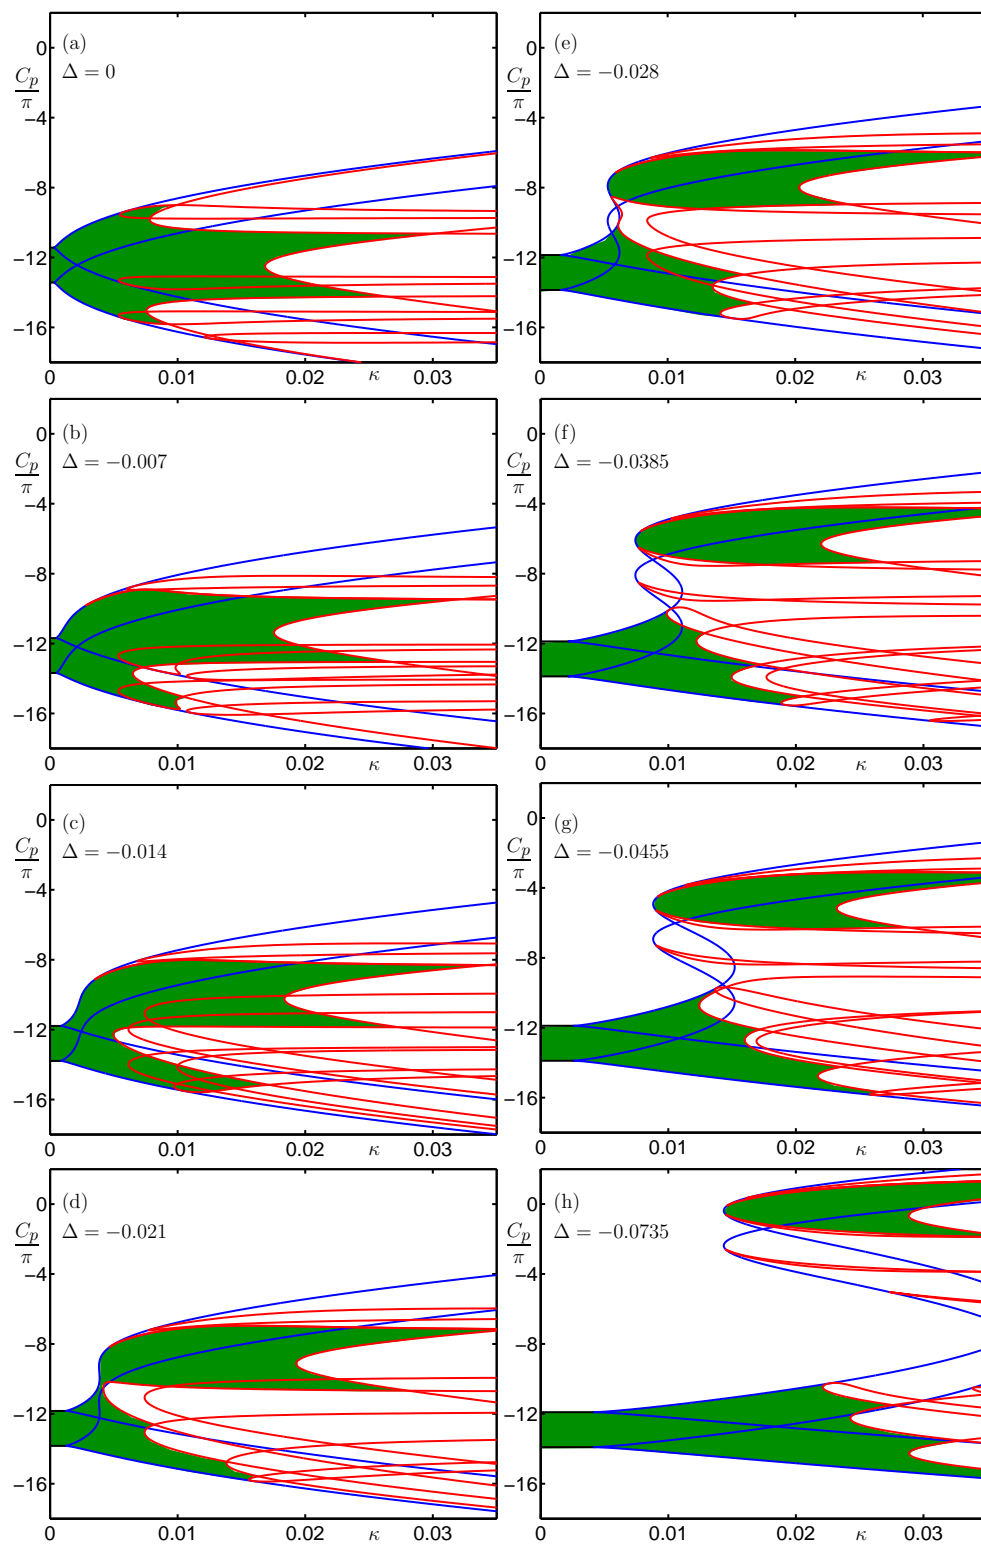 (a)
Δ = 0
C_p/π
0
−4
−8
−12
−16
0
0.01
0.02
κ
0.03
(b)
Δ = −0.007
C_p/π
0
−4
−8
−12
−16
0
0.01
0.02
κ
0.03
(c)
Δ = −0.014
C_p/π
0
−4
−8
−12
−16
0
0.01
0.02
κ
0.03
(d)
Δ = −0.021
C_p/π
0
−4
−8
−12
−16
0
0.01
0.02
κ
0.03
(e)
Δ = −0.028
C_p/π
0
−4
−8
−12
−16
0
0.01
0.02
κ
0.03
(f)
Δ = −0.0385
C_p/π
0
−4
−8
−12
−16
0
0.01
0.02
κ
0.03
(g)
Δ = −0.0455
C_p/π
0
−4
−8
−12
−16
0
0.01
0.02
κ
0.03
(h)
Δ = −0.0735
C_p/π
0
−4
−8
−12
−16
0
0.01
0.02
κ
0.03